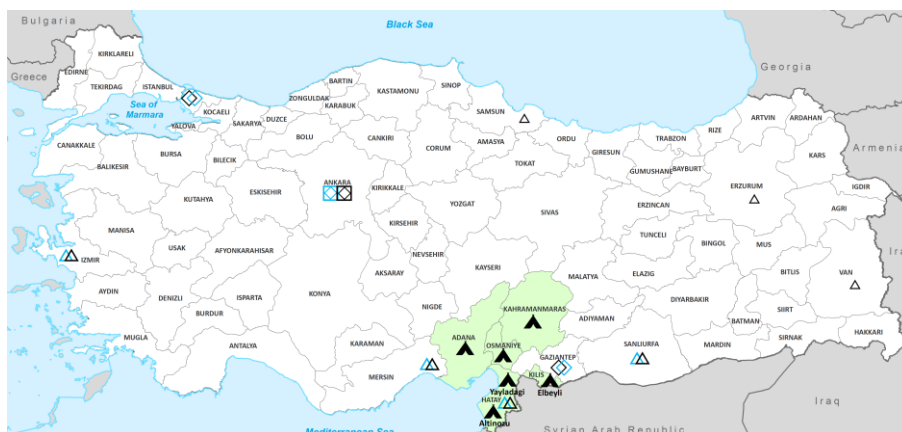 Bulgaria
Black Sea
KIRKLARELI
Georgia
Greece
EDIRNE
TEKIRDAG
ISTANBUL
BARTIN
KASTAMONU
SINOP
ZONGULDAK
KARABUK
SAMSUN
ARTVIN
ARDAHAN
Sea of
Marmara
KOCAELI
YALOVA
SAKARYA
DUZCE
BOLU
CANKIRI
CORUM
AMASYA
ORDU
GIRESUN
TRABZON
RIZE
KARS
Armenia
CANAKKALE
BALIKESIR
BURSA
BILECIK
TOKAT
GUMUSHANE
BAYBURT
ANKARA
KIRIKKALE
ESKISEHIR
KUTAHYA
YOZGAT
SIVAS
ERZINCAN
ERZURUM
IGDIR
AGRI
MANISA
USAK
AFYONKARAHISAR
KIRSEHIR
NEVSEHIR
TUNCELI
BINGOL
MUS
IZMIR
AKSARAY
KAYSERI
MALATYA
ELAZIG
BITLIS
VAN
AYDIN
DENIZLI
ISPARTA
KONYA
NIGDE
KAHRAMANMARAS
DIYARBAKIR
BURDUR
ADIYAMAN
BATMAN
SIIRT
MUGLA
ANTALYA
KARAMAN
ADANA
OSMANIYE
GAZIANTEP
SANLIURFA
MARDIN
SIRNAK
HAKKARI
MERSIN
KILIS
Yayladagi
Elbeyli
HATAY
Altinozu
Iraq
Mediterranean Sea
Syrian Arab Republic